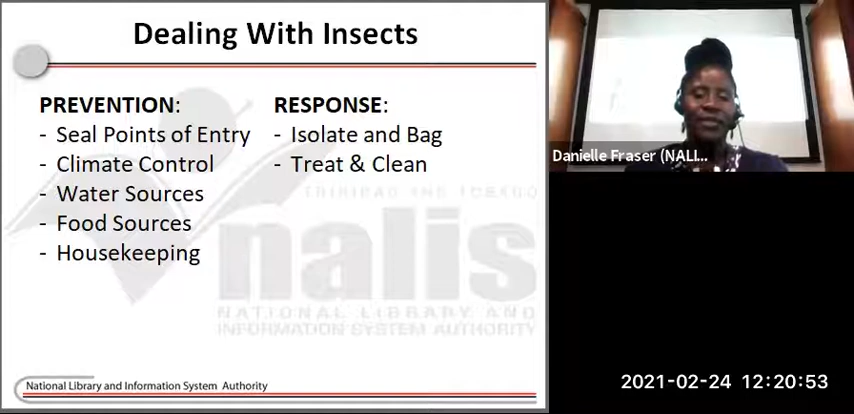 Dealing With Insects
PREVENTION:
- Seal Points of Entry
- Climate Control
- Water Sources
- Food Sources
- Housekeeping
RESPONSE:
- Isolate and Bag
- Treat & Clean
TRINIDAD AND TOBAGO
nalis
NATIONAL LIBRARY AND
INFORMATION SYSTEM AUTHORITY
National Library and Information System Authority
Danielle Fraser (NALI...
2021-02-24 12:20:53